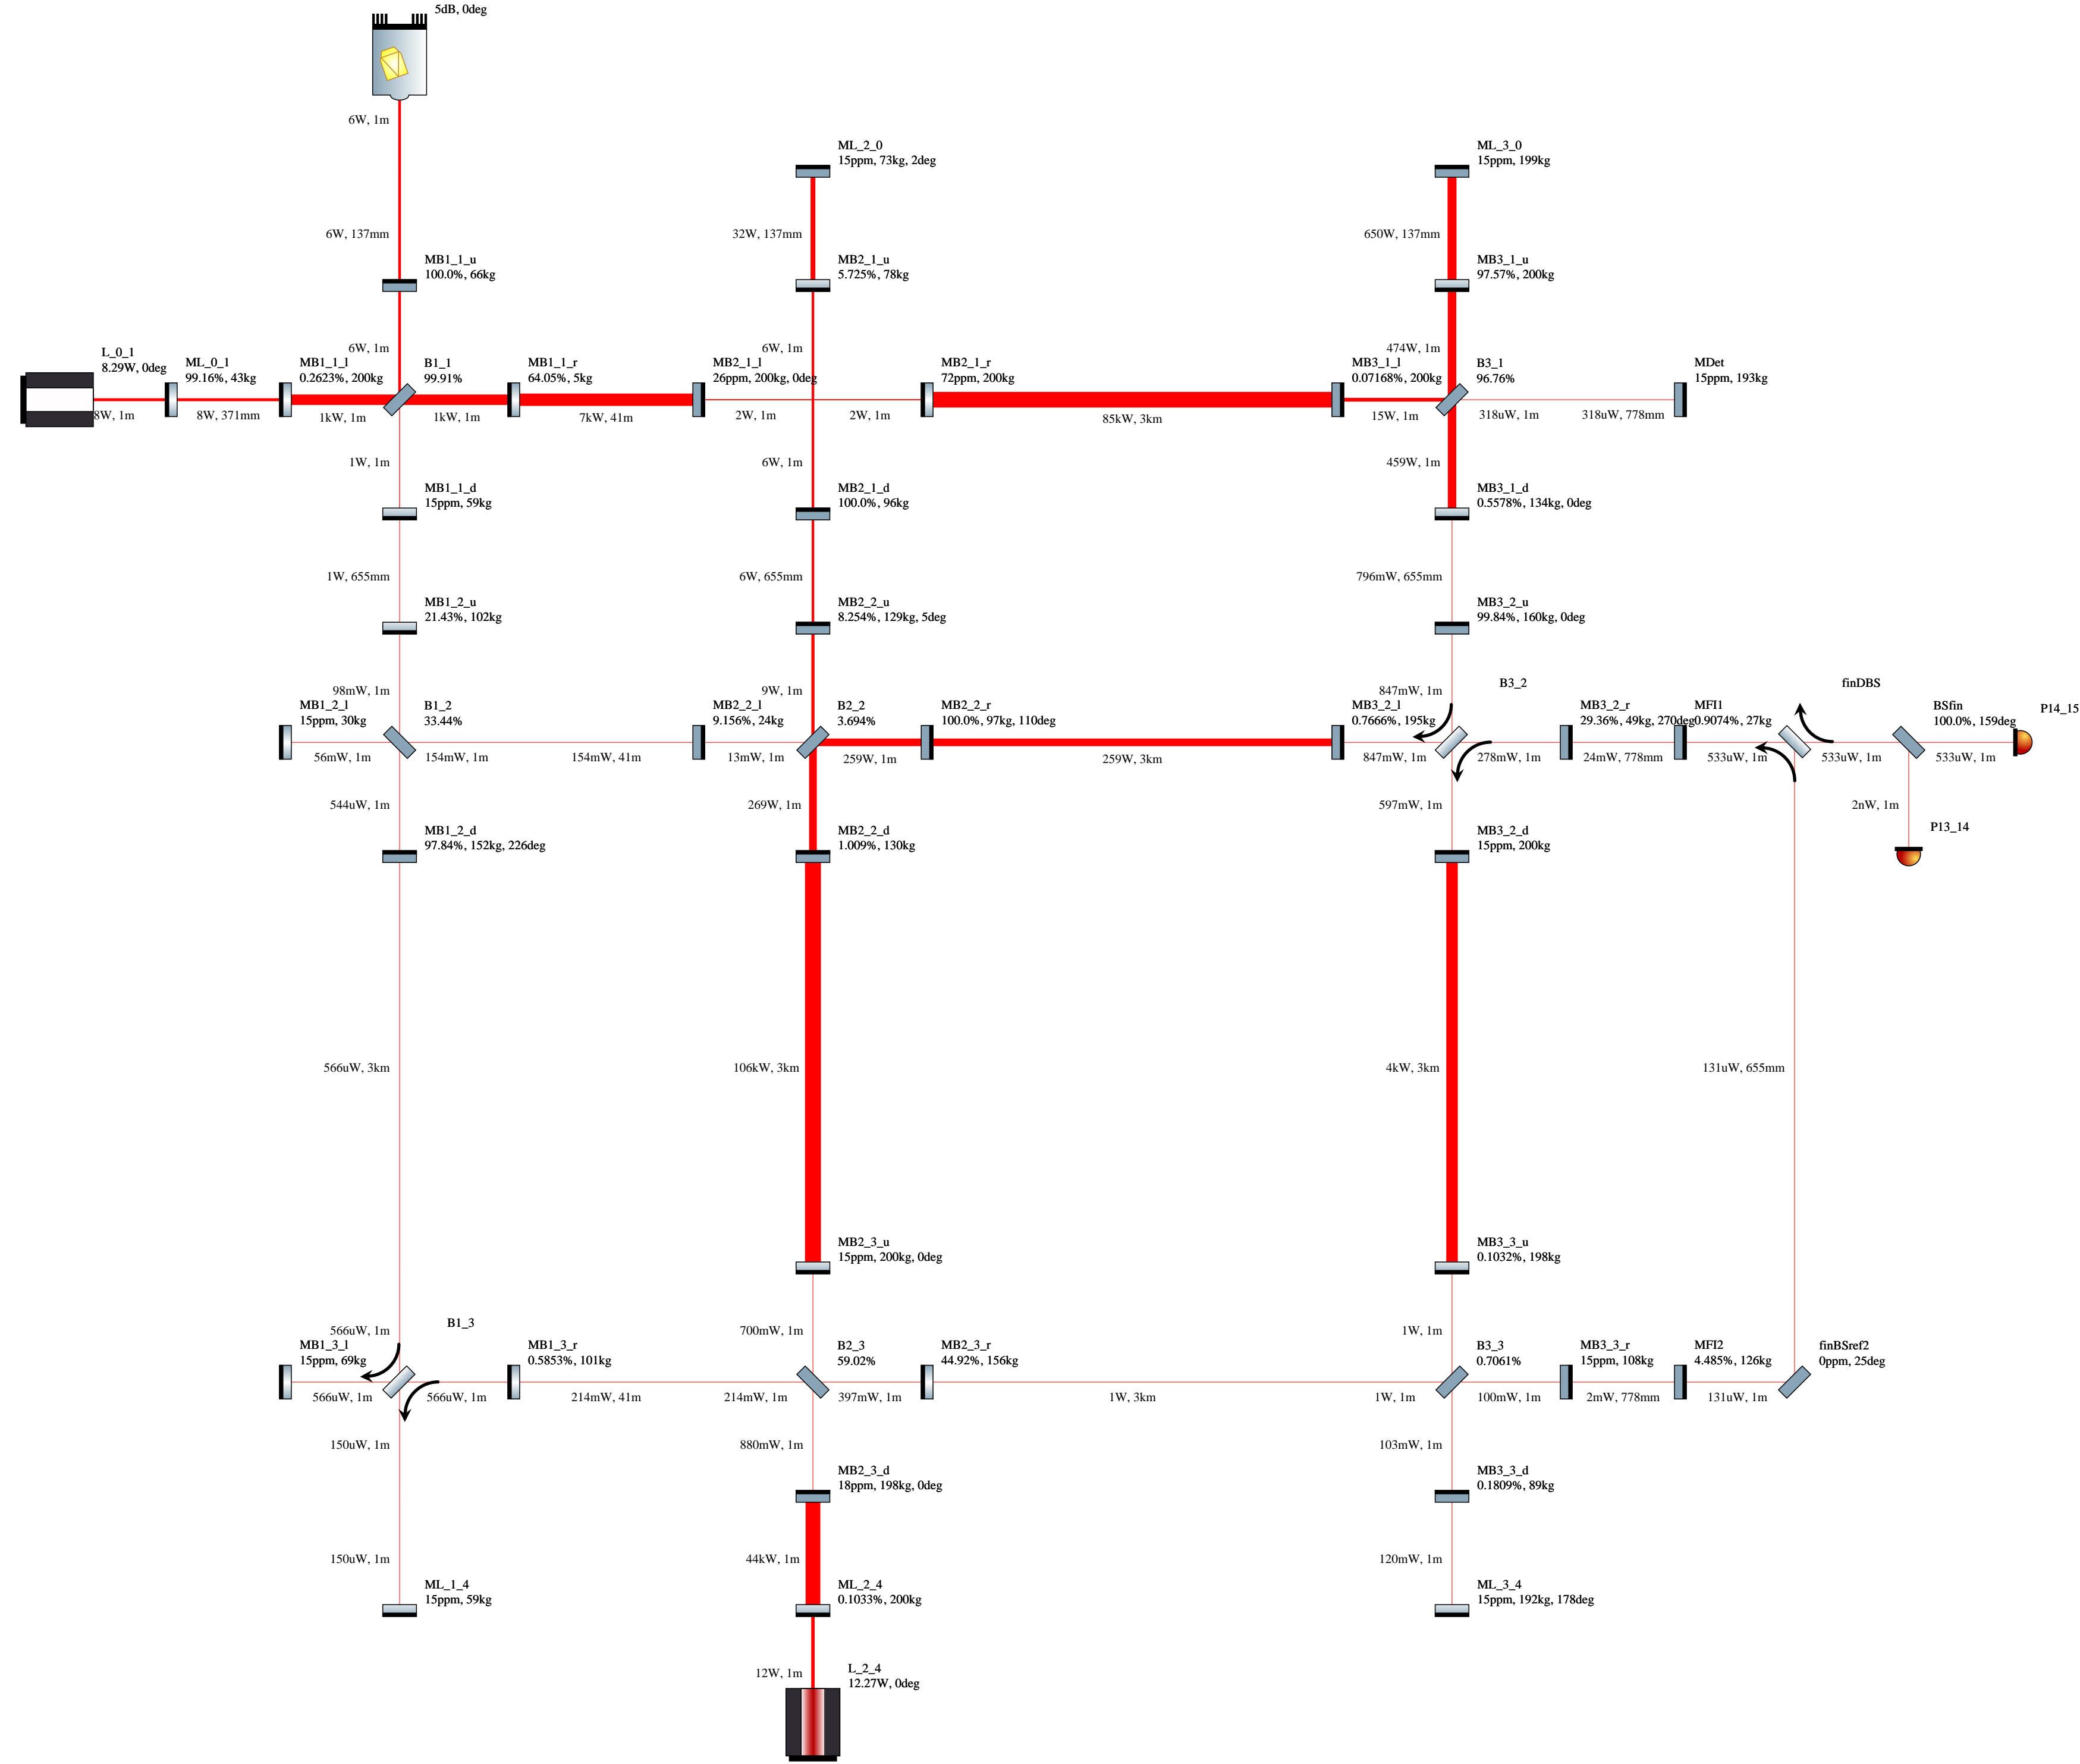 5dB, 0deg
6W, 1m
ML_2_0
15ppm, 73kg, 2deg
ML_3_0
15ppm, 199kg
6W, 137mm
32W, 137mm
650W, 137mm
MB1_1_u
100.0%, 66kg
MB2_1_u
5.725%, 78kg
MB3_1_u
97.57%, 200kg
6W, 1m
6W, 1m
474W, 1m
L_0_1
8.29W, 0deg
ML_0_1
99.16%, 43kg
MB1_1_l
0.2623%, 200kg
B1_1
99.91%
MB1_1_r
64.05%, 5kg
MB2_1_l
26ppm, 200kg, 0deg
MB2_1_r
72ppm, 200kg
MB3_1_l
0.07168%, 200kg
B3_1
96.76%
MDet
15ppm, 193kg
8W, 1m
8W, 371mm
1kW, 1m
1kW, 1m
7kW, 41m
2W, 1m
2W, 1m
85kW, 3km
15W, 1m
318uW, 1m
318uW, 778mm
1W, 1m
6W, 1m
459W, 1m
MB1_1_d
15ppm, 59kg
MB2_1_d
100.0%, 96kg
MB3_1_d
0.5578%, 134kg, 0deg
1W, 655mm
6W, 655mm
796mW, 655mm
MB1_2_u
21.43%, 102kg
MB2_2_u
8.254%, 129kg, 5deg
MB3_2_u
99.84%, 160kg, 0deg
98mW, 1m
9W, 1m
847mW, 1m
B3_2
finDBS
MB1_2_l
15ppm, 30kg
B1_2
33.44%
MB2_2_l
9.156%, 24kg
B2_2
3.694%
MB2_2_r
100.0%, 97kg, 110deg
MB3_2_l
0.7666%, 195kg
MB3_2_r
29.36%, 49kg, 270deg
MFI1
0.9074%, 27kg
BSfin
100.0%, 159deg
P14_15
56mW, 1m
154mW, 1m
154mW, 41m
13mW, 1m
259W, 1m
259W, 3km
847mW, 1m
278mW, 1m
24mW, 778mm
533uW, 1m
533uW, 1m
533uW, 1m
544uW, 1m
269W, 1m
597mW, 1m
2nW, 1m
MB1_2_d
97.84%, 152kg, 226deg
MB2_2_d
1.009%, 130kg
MB3_2_d
15ppm, 200kg
P13_14
566uW, 3km
106kW, 3km
4kW, 3km
131uW, 655mm
MB2_3_u
15ppm, 200kg, 0deg
MB3_3_u
0.1032%, 198kg
566uW, 1m
B1_3
700mW, 1m
1W, 1m
MB1_3_l
15ppm, 69kg
MB1_3_r
0.5853%, 101kg
B2_3
59.02%
MB2_3_r
44.92%, 156kg
B3_3
0.7061%
MB3_3_r
15ppm, 108kg
MFI2
4.485%, 126kg
finBSref2
0ppm, 25deg
566uW, 1m
566uW, 1m
214mW, 41m
214mW, 1m
397mW, 1m
1W, 3km
1W, 1m
100mW, 1m
2mW, 778mm
131uW, 1m
150uW, 1m
880mW, 1m
103mW, 1m
MB2_3_d
18ppm, 198kg, 0deg
MB3_3_d
0.1809%, 89kg
150uW, 1m
44kW, 1m
120mW, 1m
ML_1_4
15ppm, 59kg
ML_2_4
0.1033%, 200kg
ML_3_4
15ppm, 192kg, 178deg
12W, 1m
L_2_4
12.27W, 0deg